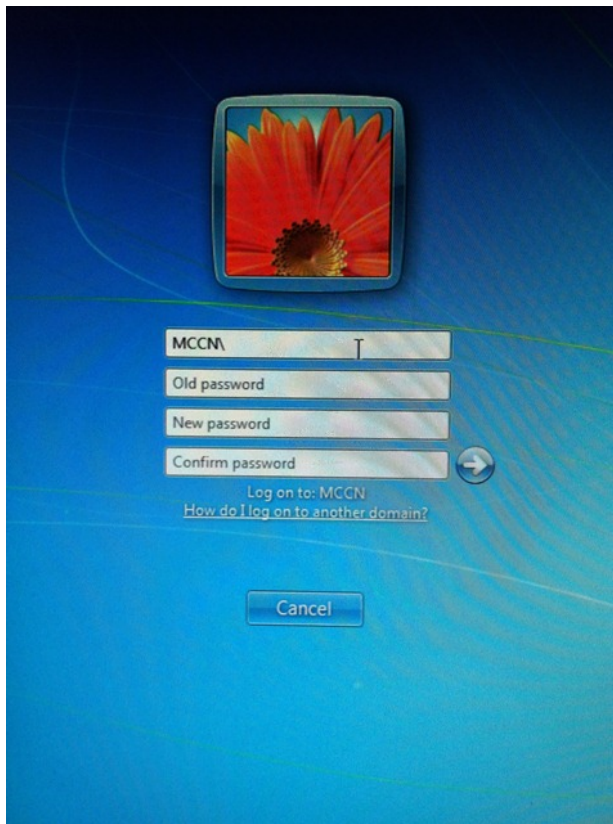 MCCN\
Old password
New password
Confirm password
Log on to: MCCN
How do I log on to another domain?
Cancel